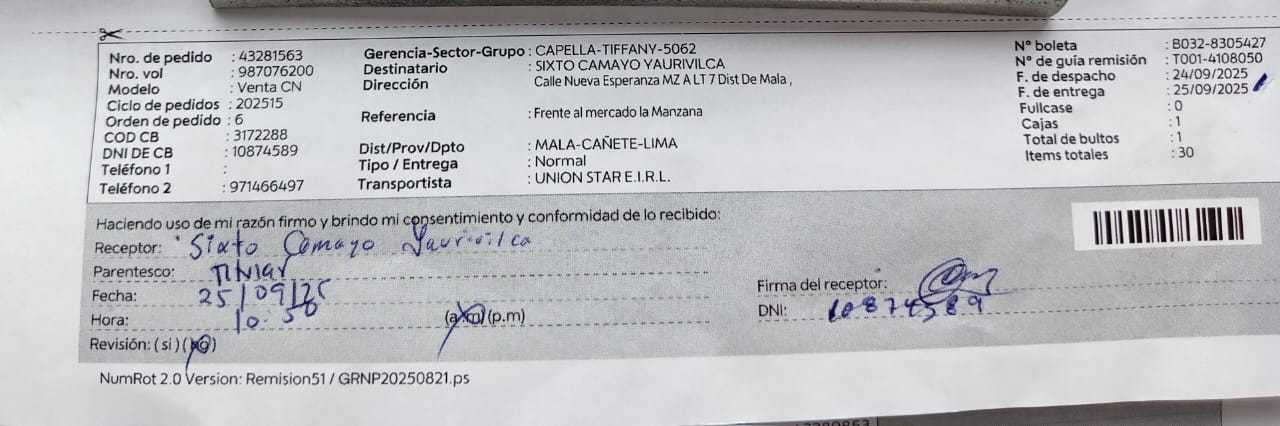 Nro. de pedido : 43281563
Nro. vol : 987076200
Modelo : Venta CN
Ciclo de pedidos : 202515
Orden de pedido : 6
COD CB : 3172288
DNI DE CB : 10874589
Teléfono 1 :
Teléfono 2 : 971466497
Gerencia-Sector-Grupo : CAPELLA-TIFFANY-5062
Destinatario : SIXTO CAMAYO YAURIVILCA
Dirección Calle Nueva Esperanza MZ A LT 7 Dist De Mala ,
Referencia : Frente al mercado la Manzana
Dist/Prov/Dpto : MALA-CAÑETE-LIMA
Tipo / Entrega : Normal
Transportista : UNION STAR E.I.R.L.
N° boleta : B032-8305427
N° de guía remisión : T001-4108050
F. de despacho : 24/09/2025
F. de entrega : 25/09/2025
Fullcase : 0
Cajas : 1
Total de bultos : 1
Items totales : 30
Haciendo uso de mi razón firmo y brindo mi consentimiento y conformidad de lo recibido:
Receptor: Sixto Camayo Yaurivilca
Parentesco: Titular
Fecha: 25/09/25
Hora: 10:50 (a.m) (p.m)
Revisión: (si) (no)
Firma del receptor:
DNI: 10874589
NumRot 2.0 Version: Remision51 / GRNP20250821.ps